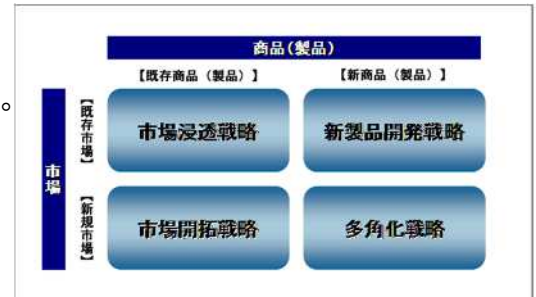 商品(製品)
【既存商品(製品)】
【新商品(製品)】
。
市場
【既存市場】
市場浸透戦略
新製品開発戦略
【新規市場】
市場開拓戦略
多角化戦略